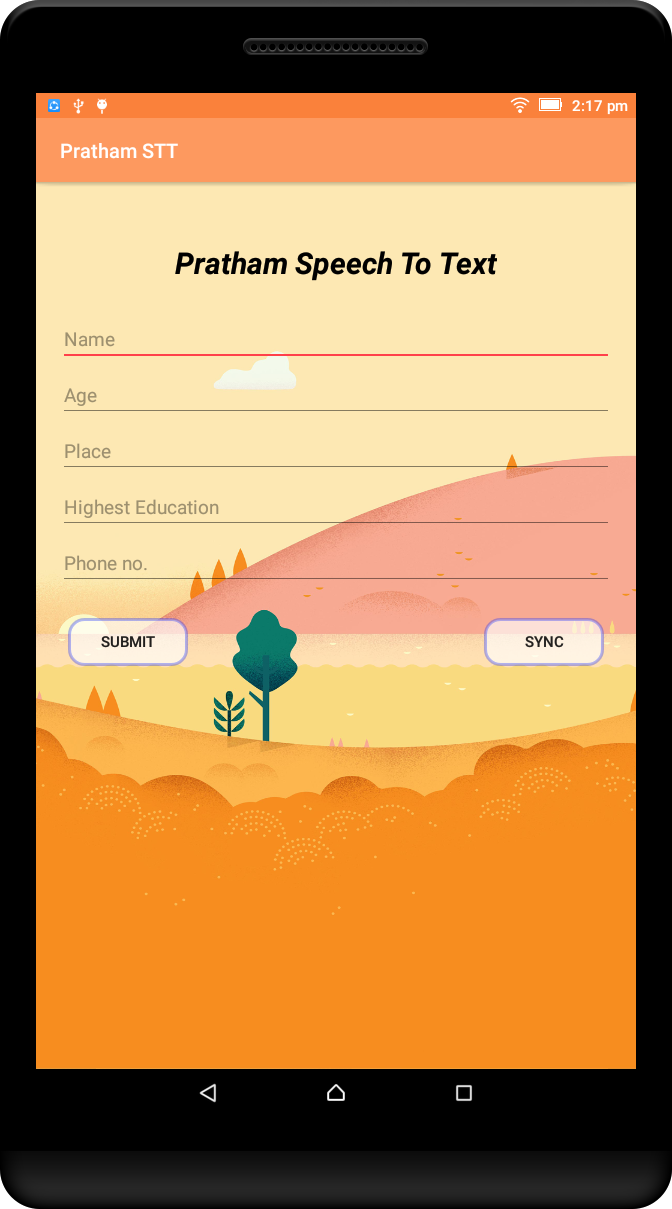 2:17 pm
Pratham STT
Pratham Speech To Text
Name
Age
Place
Highest Education
Phone no.
SUBMIT SYNC